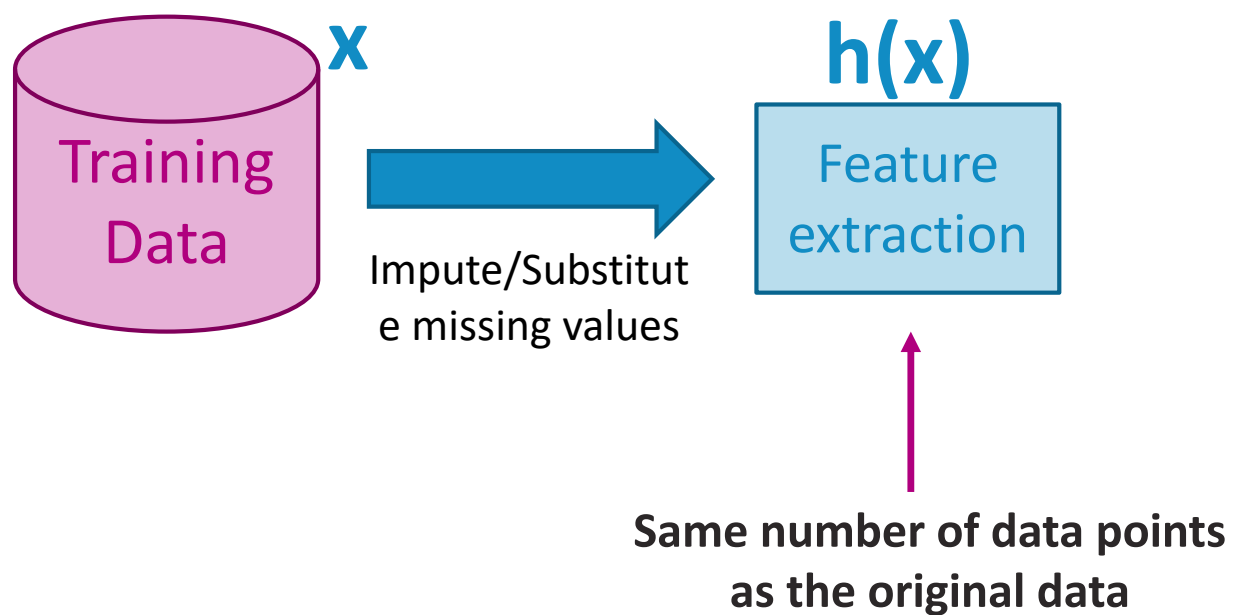 x
h(x)
Training
Data
Feature
extraction
Impute/Substitut
e missing values
Same number of data points
as the original data